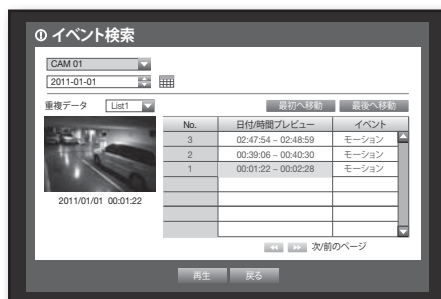 イベント検索
CAM 01
2011-01-01
重複データ List1 最初へ移動 最後へ移動
No. 日付/時間プレビュー イベント
3 02:47:54 ~ 02:48:59 モーション
2 00:39:06 ~ 00:40:30 モーション
1 00:01:22 ~ 00:02:28 モーション
2011/01/01 00:01:22
次/前のページ
再生 戻る